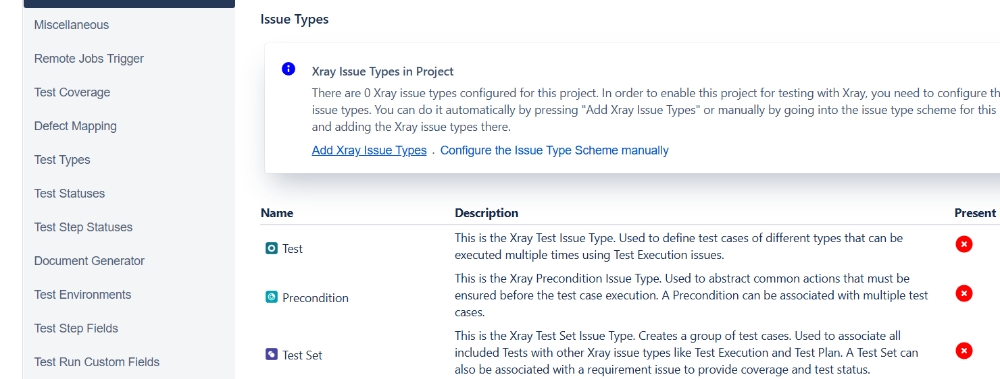 Miscellaneous
Remote Jobs Trigger
Test Coverage
Defect Mapping
Test Types
Test Statuses
Test Step Statuses
Document Generator
Test Environments
Test Step Fields
Test Run Custom Fields
Issue Types
Xray Issue Types in Project
There are 0 Xray issue types configured for this project. In order to enable this project for testing with Xray, you need to configure
issue types. You can do it automatically by pressing "Add Xray Issue Types" or manually by going into the issue type scheme for this
and adding the Xray issue types there.
Add Xray Issue Types . Configure the Issue Type Scheme manually
Name Description Present
Test
This is the Xray Test Issue Type. Used to define test cases of different types that can be
executed multiple times using Test Execution issues.
Precondition
This is the Xray Precondition Issue Type. Used to abstract common actions that must be
ensured before the test case execution. A Precondition can be associated with multiple test
cases.
Test Set
This is the Xray Test Set Issue Type. Creates a group of test cases. Used to associate all
included Tests with other Xray issue types like Test Execution and Test Plan. A Test Set can
also be associated with a requirement issue to provide coverage and test status.